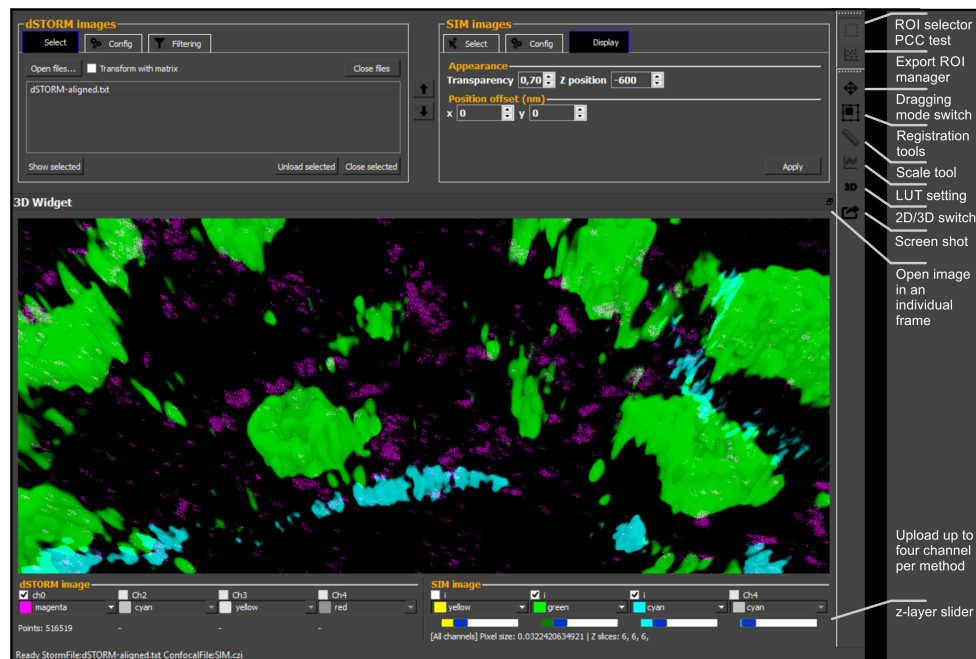 dSTORM images
Select Config Filtering
Open files... Transform with matrix Close files
dSTORM-aligned.txt
Show selected Unload selected Close selected
SIM images
Select Config Display
Appearance
Transparency 0,70 Z position -600
Position offset (nm)
x 0 y 0
Apply
3D
ROI selector
PCC test
Export ROI
manager
Dragging
mode switch
Registration
tools
Scale tool
LUT setting
2D/3D switch
Screen shot
Open image
in an
individual
frame
Upload up to
four channel
per method
z-layer slider
3D Widget
dSTORM image
ch0 Ch2 Ch3 Ch4
magenta cyan yellow red
Points: 516519 - - -
SIM image
i i i Ch4
yellow green cyan cyan
[All channels] Pixel size: 0.0322420634921 | Z slices: 6, 6, 6,
Ready StormFile:dSTORM-aligned.txt ConfocalFile:SIM.czi